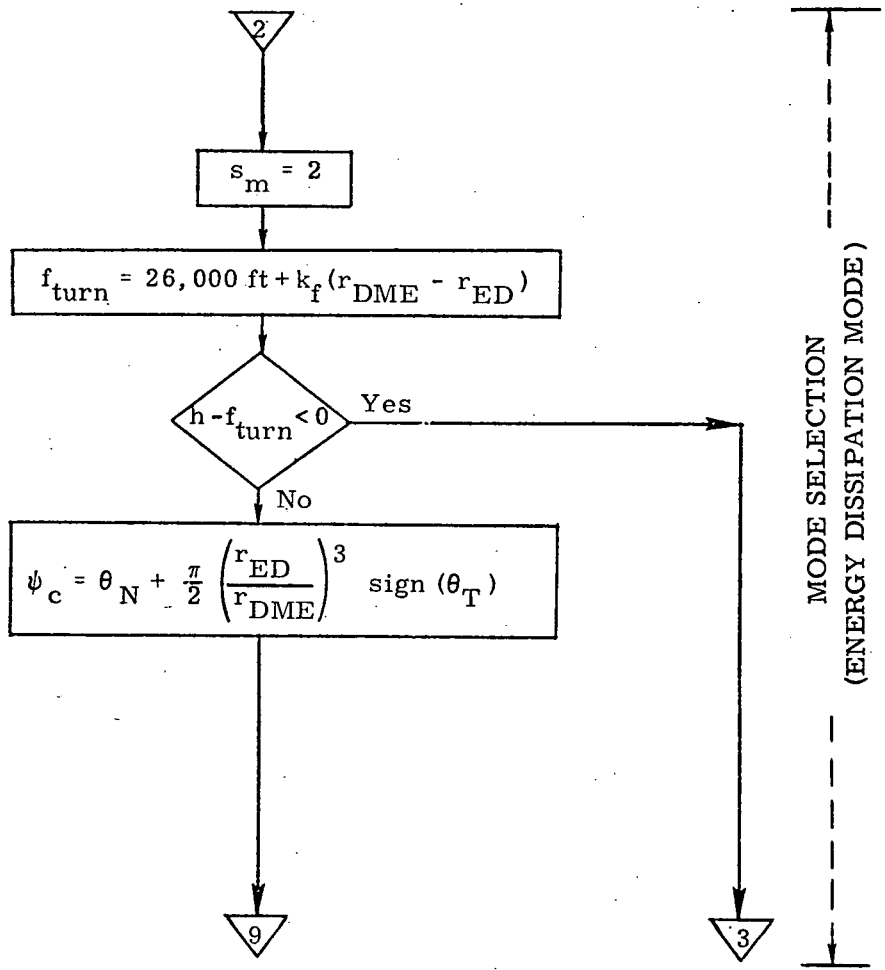 2
s_m = 2
f_turn = 26,000 ft + k_f (r_DME - r_ED)
h - f_turn < 0
Yes
No
ψ_c = θ_N + π/2 (r_ED/r_DME)^3 sign (θ_T)
9
3
MODE SELECTION
(ENERGY DISSIPATION MODE)